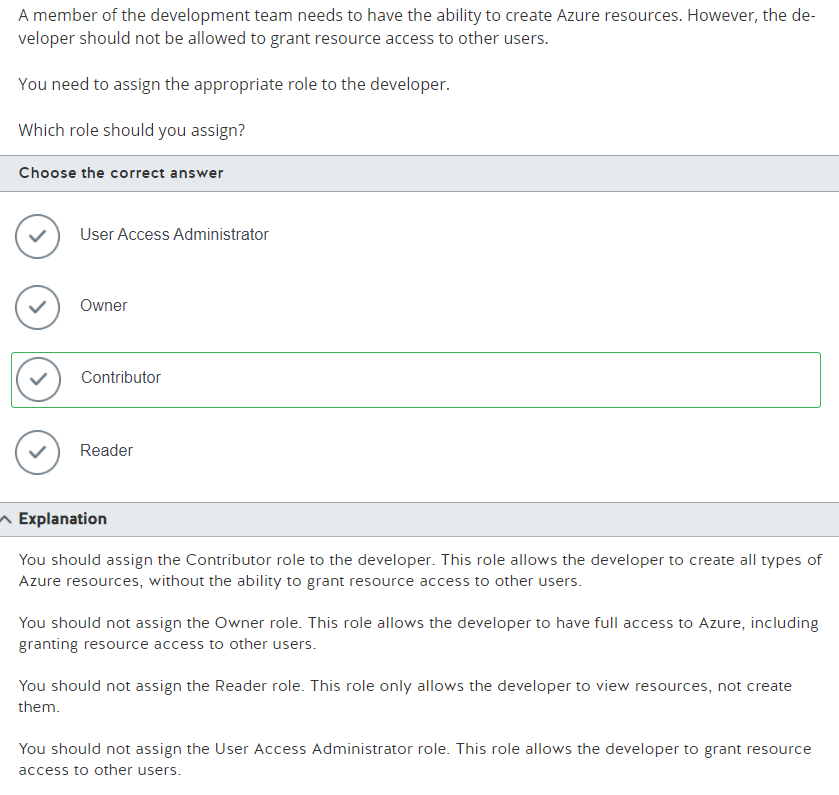 A member of the development team needs to have the ability to create Azure resources. However, the de-
veloper should not be allowed to grant resource access to other users.
You need to assign the appropriate role to the developer.
Which role should you assign?
Choose the correct answer
User Access Administrator
Owner
Contributor
Reader
Explanation
You should assign the Contributor role to the developer. This role allows the developer to create all types of
Azure resources, without the ability to grant resource access to other users.
You should not assign the Owner role. This role allows the developer to have full access to Azure, including
granting resource access to other users.
You should not assign the Reader role. This role only allows the developer to view resources, not create
them.
You should not assign the User Access Administrator role. This role allows the developer to grant resource
access to other users.